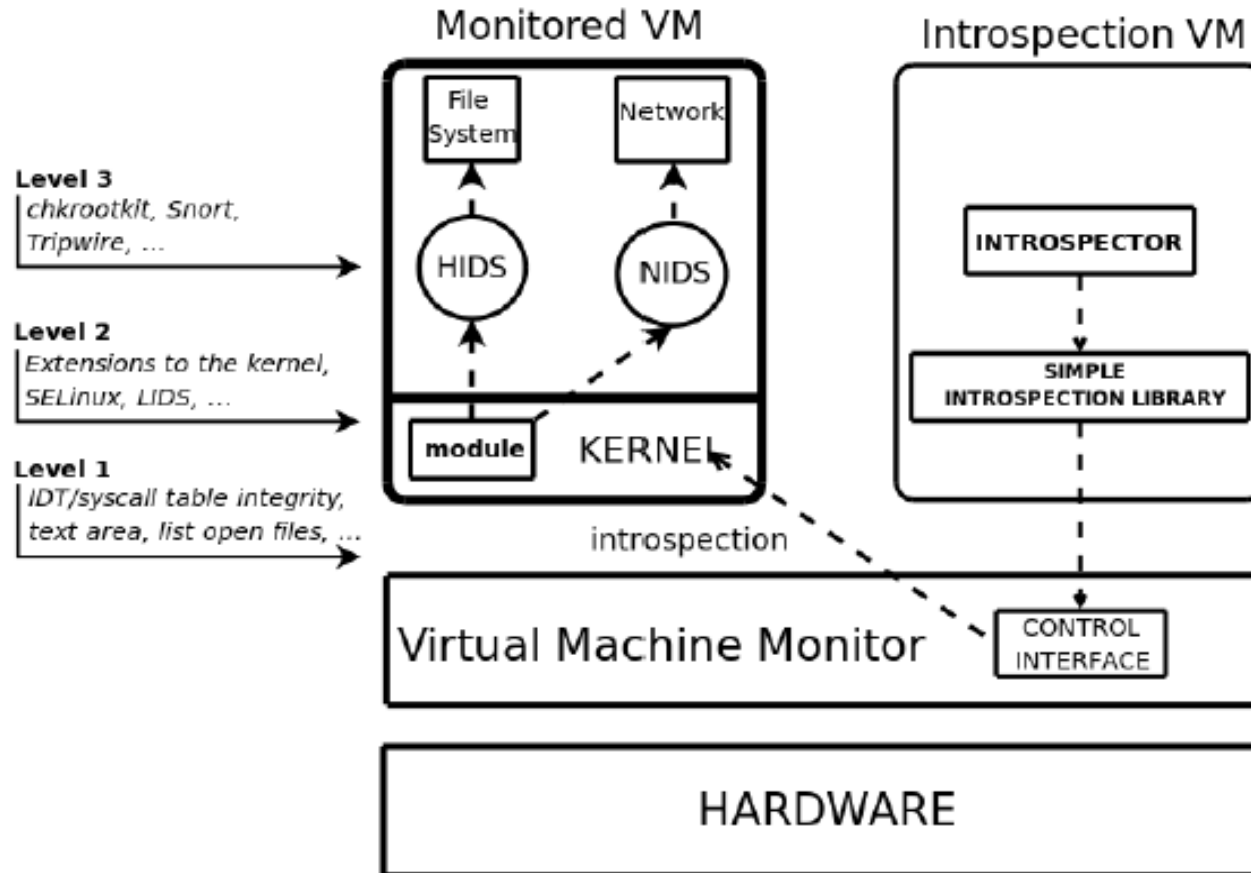 Monitored VM
Introspection VM
File
System
Network
Level 3
chkrootkit, Snort,
Tripwire, ...
HIDS
NIDS
INTROSPECTOR
Level 2
Extensions to the kernel,
SELinux, LIDS, ...
SIMPLE
INTROSPECTION LIBRARY
module
KERNEL
Level 1
IDT/syscall table integrity,
text area, list open files, ...
introspection
Virtual Machine Monitor
CONTROL
INTERFACE
HARDWARE